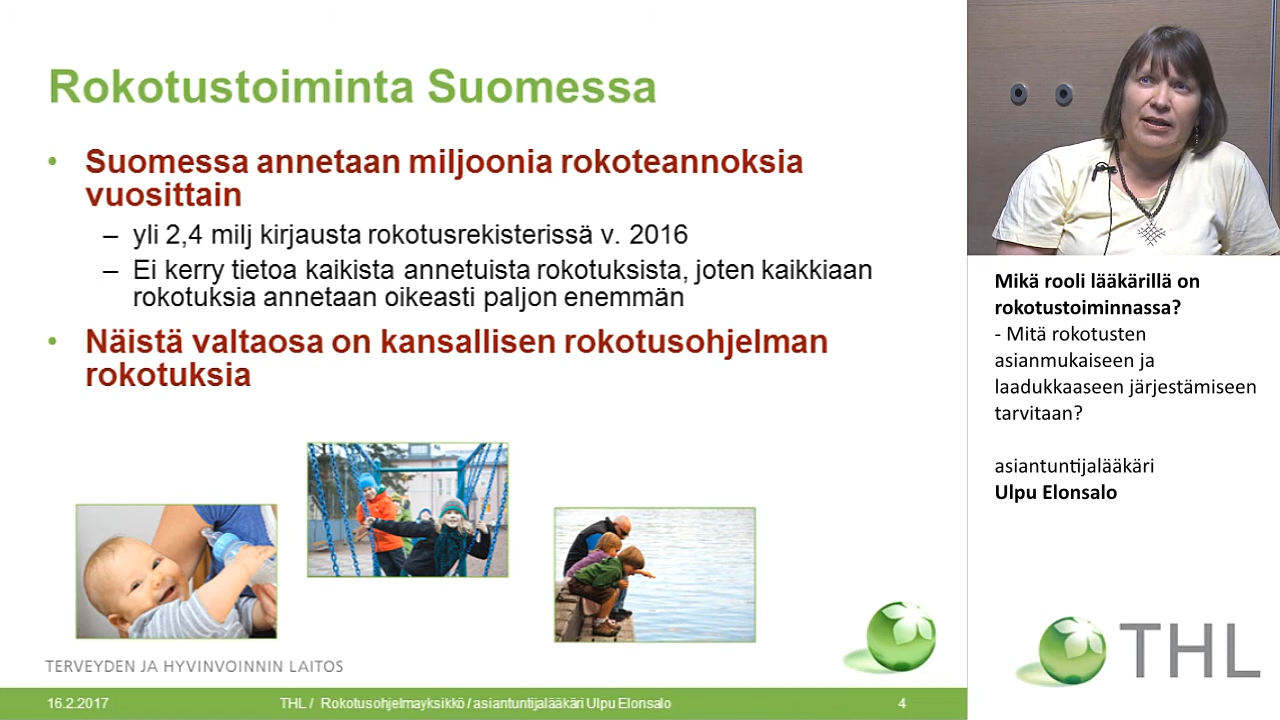 Rokotustoiminta Suomessa
• Suomessa annetaan miljoonia rokoteannoksia
vuosittain
– yli 2,4 milj kirjausta rokotusrekisterissä v. 2016
– Ei kerry tietoa kaikista annetuista rokotuksista, joten kaikkiaan
rokotuksia annetaan oikeasti paljon enemmän
• Näistä valtaosa on kansallisen rokotusohjelman
rokotuksia
TERVEYDEN JA HYVINVOINNIN LAITOS
16.2.2017
THL / Rokotusohjelmayksikkö / asiantuntijalääkäri Ulpu Elonsalo
4
Mikä rooli lääkärillä on
rokotustoiminnassa?
- Mitä rokotusten
asianmukaiseen ja
laadukkaaseen järjestämiseen
tarvitaan?
asiantuntijalääkäri
Ulpu Elonsalo
THL